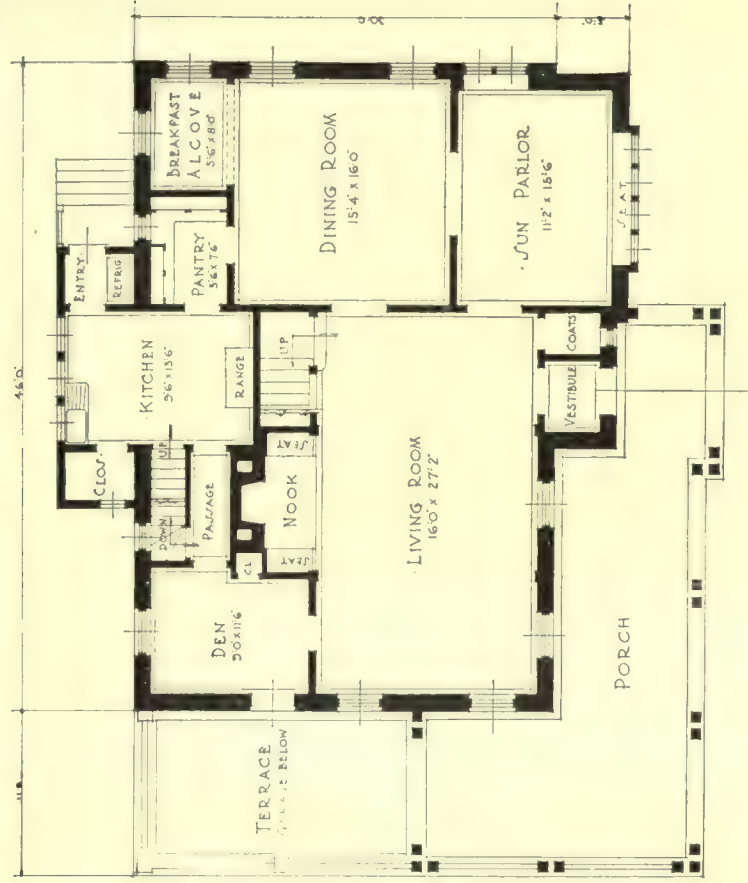 46'0"
BREAKFAST
ALCOVE
5'6" X 8'0"
DINING ROOM
15'4" X 16'0"
SUN PARLOR
11'2" X 15'6"
SEAT
ENTRY
REFRIG
PANTRY
5'6 X 7'6
KITCHEN
9'6" X 13'6"
RANGE
UP
COATS
VESTIBULE
CLOS.
UP
DOWN
PASSAGE
SEAT
NOOK
SEAT
CL
LIVING ROOM
16'0" X 27'2"
DEN
9'0 X 11'6"
PORCH
TERRACE
BELOW